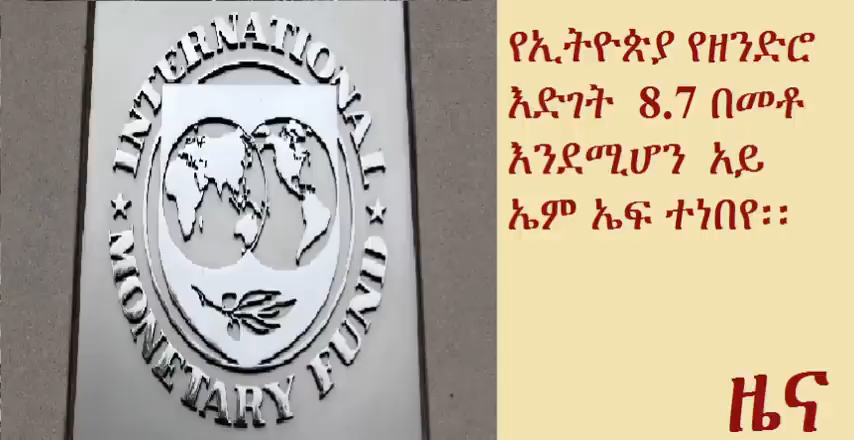 INTERNATIONAL
MONETARY FUND
የኢትዮጵያ የዘንድሮ
እድገት 8.7 በመቶ
እንደሚሆን አይ
ኤም ኤፍ ተነበየ፡፡
ዜና